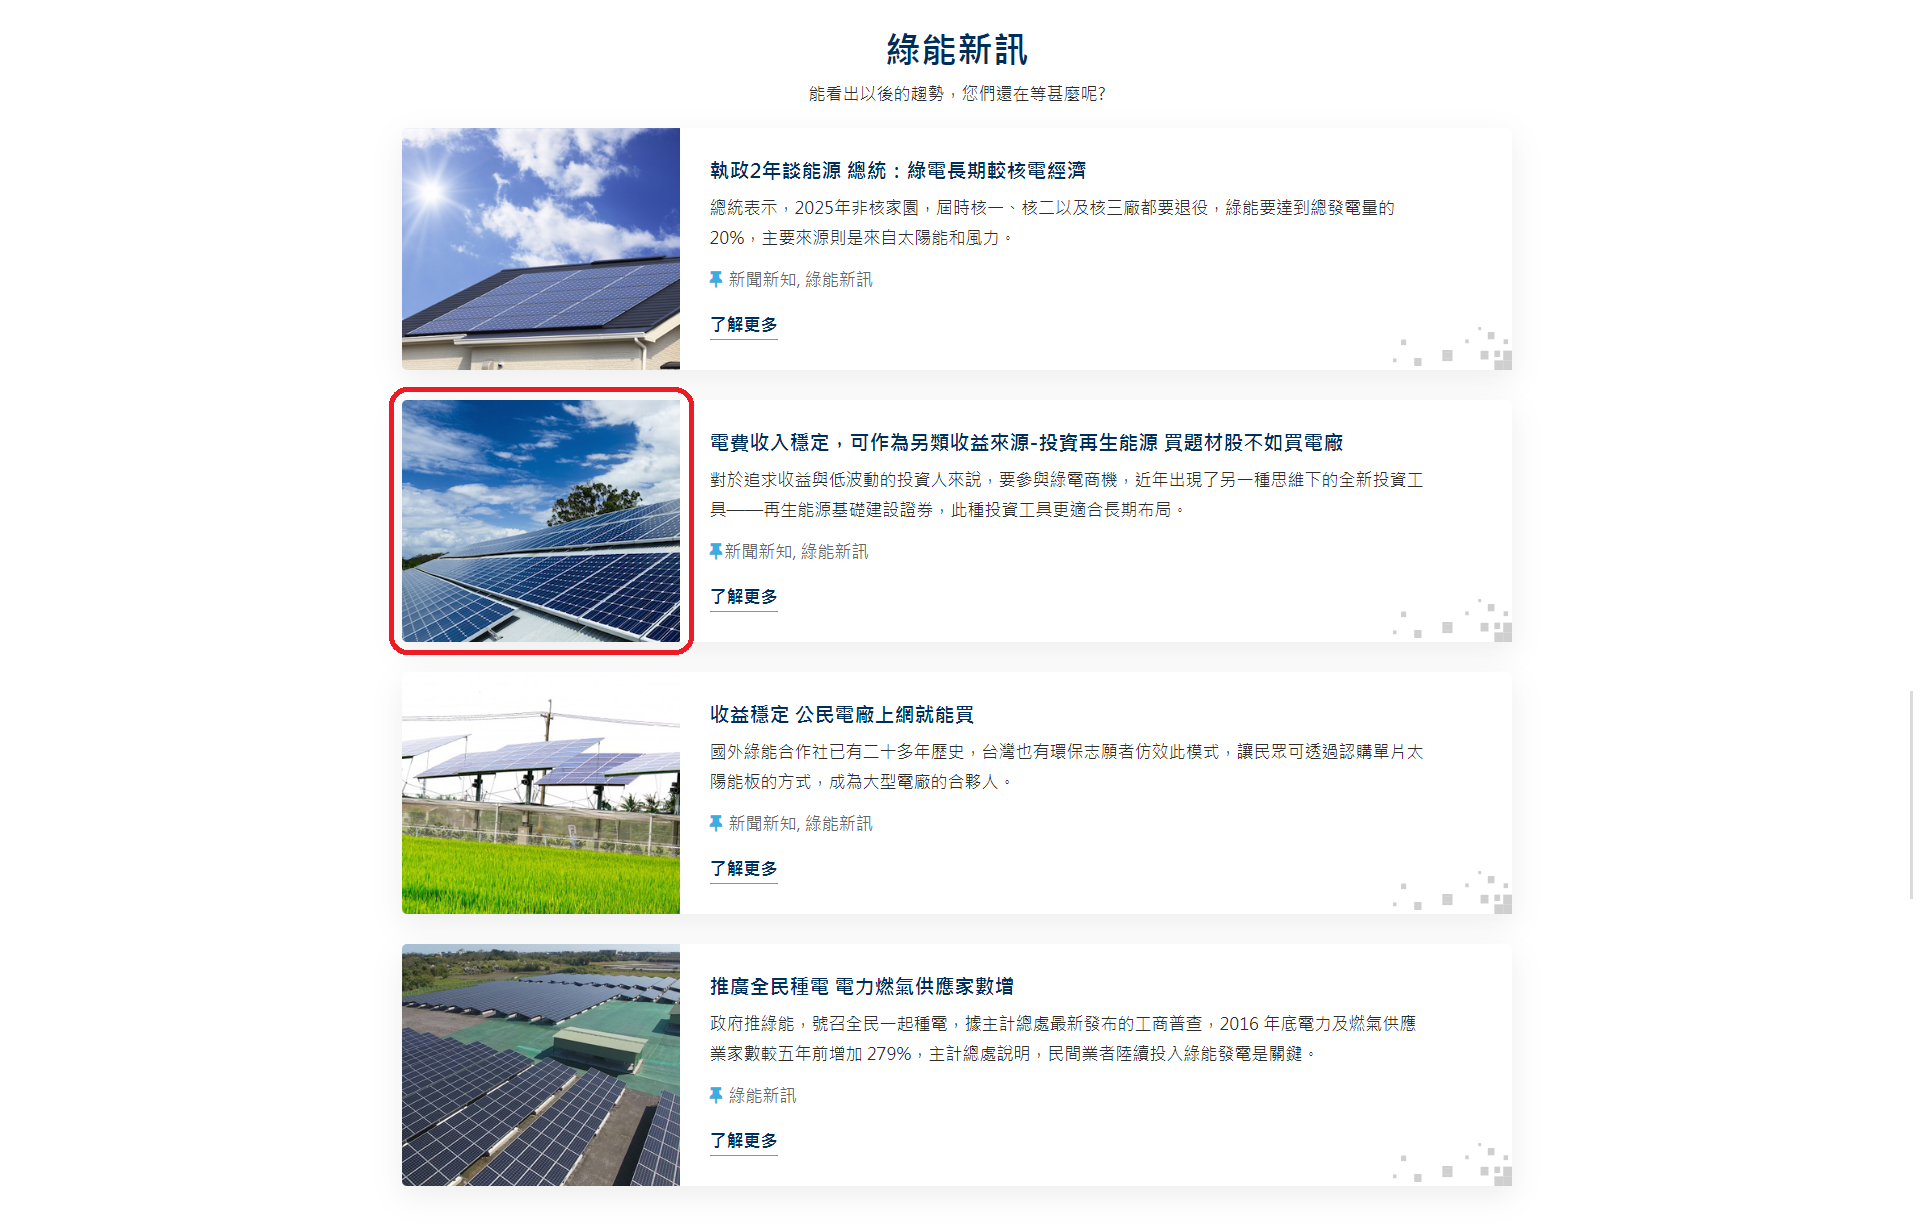 綠能新訊
能看出以後的趨勢，您們還在等甚麼呢?
執政2年談能源 總統：綠電長期較核電經濟
總統表示，2025年非核家園，屆時核一、核二以及核三廠都要退役，綠能要達到總發電量的
20%，主要來源則是來自太陽能和風力。
新聞新知, 綠能新訊
了解更多
電費收入穩定，可作為另類收益來源-投資再生能源 買題材股不如買電廠
對於追求收益與低波動的投資人來說，要參與綠電商機，近年出現了另一種思維下的全新投資工
具——再生能源基礎建設證券，此種投資工具更適合長期布局。
新聞新知, 綠能新訊
了解更多
收益穩定 公民電廠上網就能買
國外綠能合作社已有二十多年歷史，台灣也有環保志願者仿效此模式，讓民眾可透過認購單片太
陽能板的方式，成為大型電廠的合夥人。
新聞新知, 綠能新訊
了解更多
推廣全民種電 電力燃氣供應家數增
政府推綠能，號召全民一起種電，據主計總處最新發布的工商普查，2016 年底電力及燃氣供應
業家數較五年前增加 279%，主計總處說明，民間業者陸續投入綠能發電是關鍵。
綠能新訊
了解更多